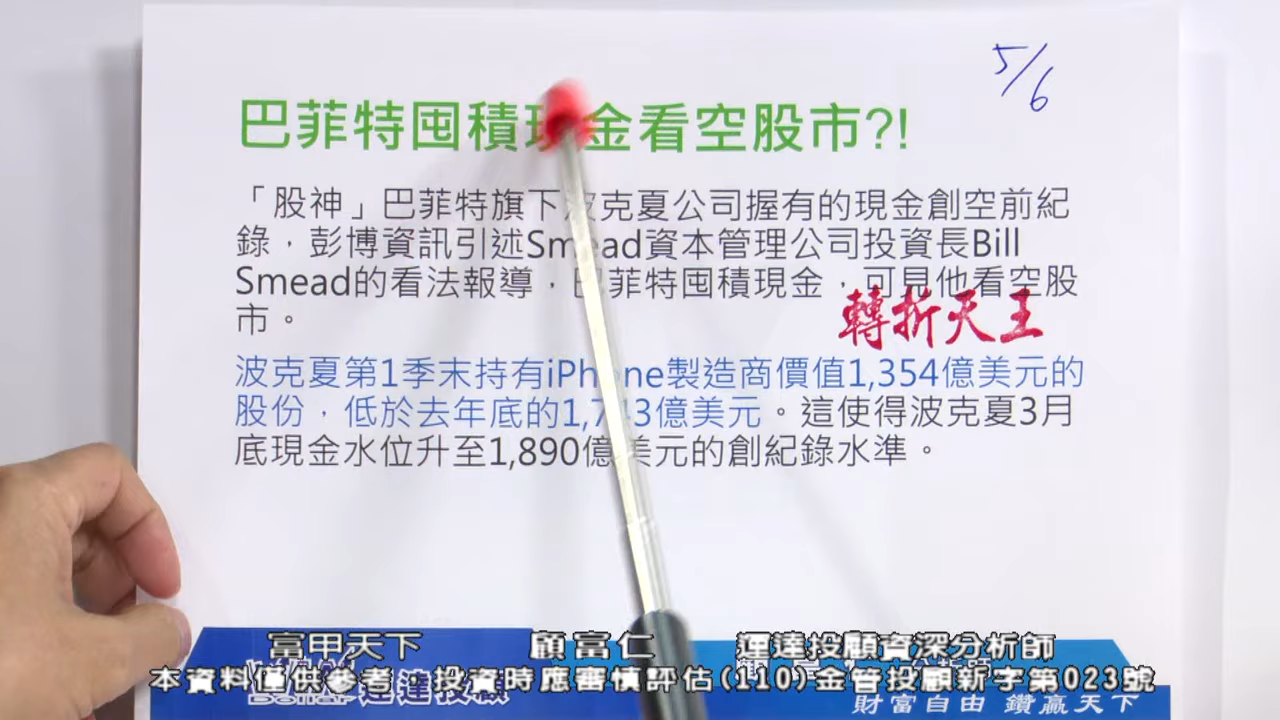 5/6
巴菲特囤積現金看空股市?!
「股神」巴菲特旗下波克夏公司握有的現金創空前紀
錄，彭博資訊引述Smead資本管理公司投資長Bill
Smead的看法報導，巴菲特囤積現金，可見他看空股
市。
轉折天王
波克夏第1季末持有iPhone製造商價值1,354億美元的
股份，低於去年底的1,743億美元。這使得波克夏3月
底現金水位升至1,890億美元的創紀錄水準。
富甲天下 顧富仁 運達投顧資深分析師
本資料僅供參考，投資時應審慎評估(110)金管投顧新字第023號
運達投顧
財富自由 鑽贏天下